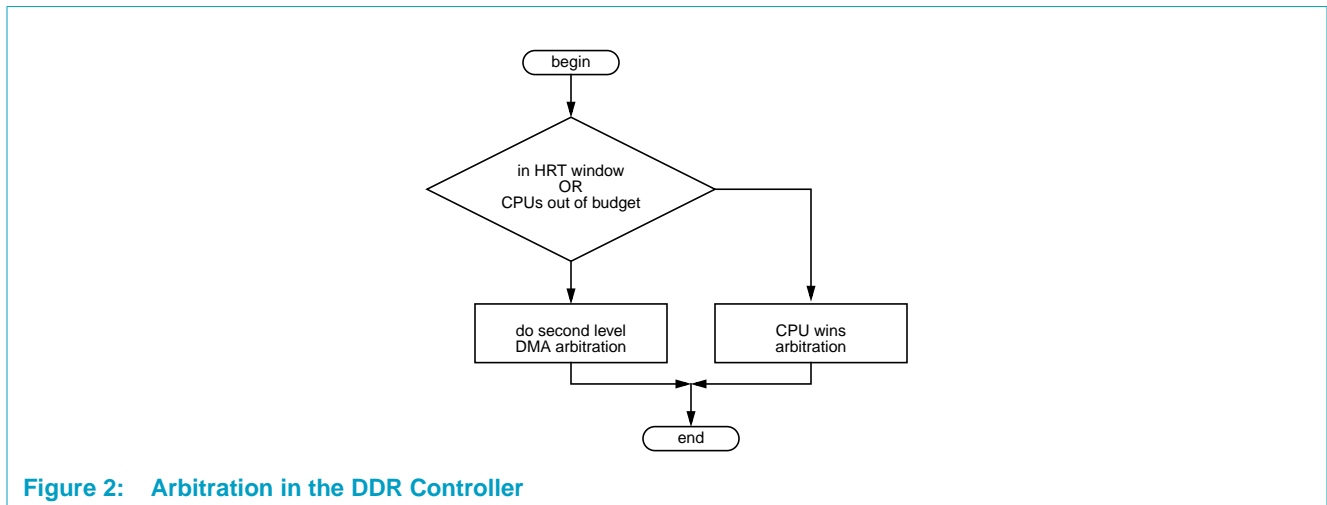 begin
in HRT window
OR
CPUs out of budget
do second level
DMA arbitration
CPU wins
arbitration
end
Figure 2: Arbitration in the DDR Controller